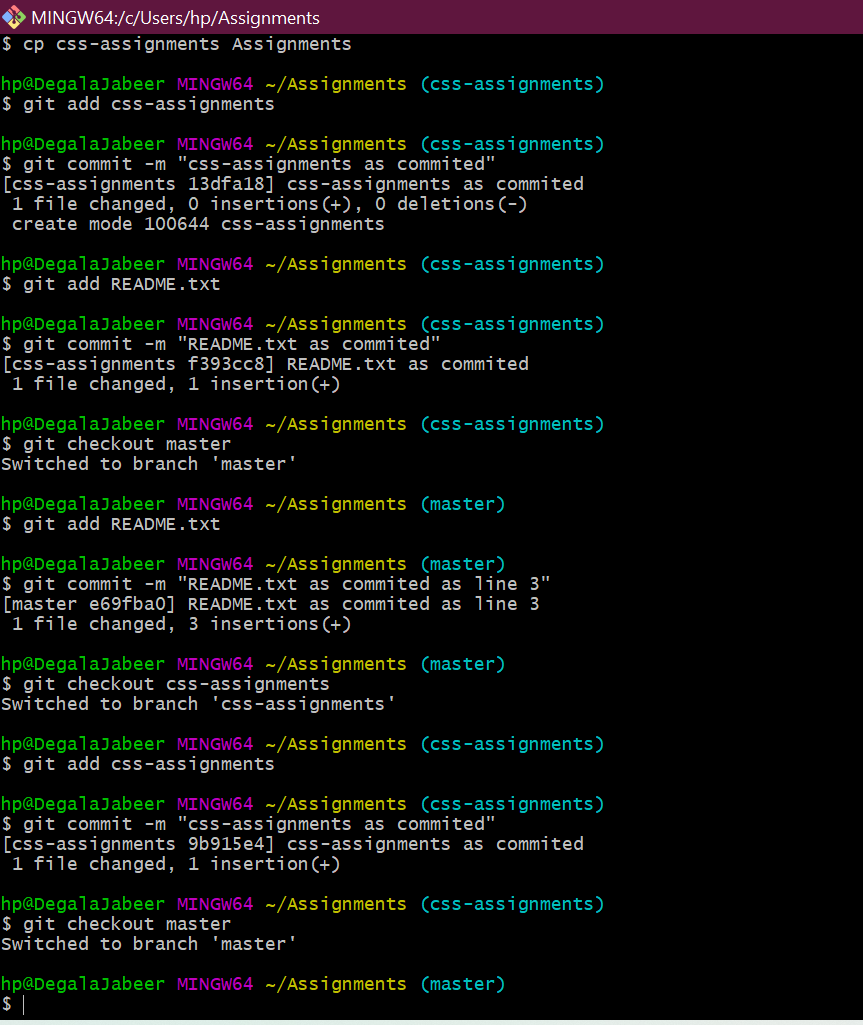 MINGW64:/c/Users/hp/Assignments
$ cp css-assignments Assignments
hp@DegalaJabeer MINGW64 ~/Assignments (css-assignments)
$ git add css-assignments
hp@DegalaJabeer MINGW64 ~/Assignments (css-assignments)
$ git commit -m "css-assignments as commited"
[css-assignments 13dfa18] css-assignments as commited
 1 file changed, 0 insertions(+), 0 deletions(-)
 create mode 100644 css-assignments
hp@DegalaJabeer MINGW64 ~/Assignments (css-assignments)
$ git add README.txt
hp@DegalaJabeer MINGW64 ~/Assignments (css-assignments)
$ git commit -m "README.txt as commited"
[css-assignments f393cc8] README.txt as commited
 1 file changed, 1 insertion(+)
hp@DegalaJabeer MINGW64 ~/Assignments (css-assignments)
$ git checkout master
Switched to branch 'master'
hp@DegalaJabeer MINGW64 ~/Assignments (master)
$ git add README.txt
hp@DegalaJabeer MINGW64 ~/Assignments (master)
$ git commit -m "README.txt as commited as line 3"
[master e69fba0] README.txt as commited as line 3
 1 file changed, 3 insertions(+)
hp@DegalaJabeer MINGW64 ~/Assignments (master)
$ git checkout css-assignments
Switched to branch 'css-assignments'
hp@DegalaJabeer MINGW64 ~/Assignments (css-assignments)
$ git add css-assignments
hp@DegalaJabeer MINGW64 ~/Assignments (css-assignments)
$ git commit -m "css-assignments as commited"
[css-assignments 9b915e4] css-assignments as commited
 1 file changed, 1 insertion(+)
hp@DegalaJabeer MINGW64 ~/Assignments (css-assignments)
$ git checkout master
Switched to branch 'master'
hp@DegalaJabeer MINGW64 ~/Assignments (master)
$